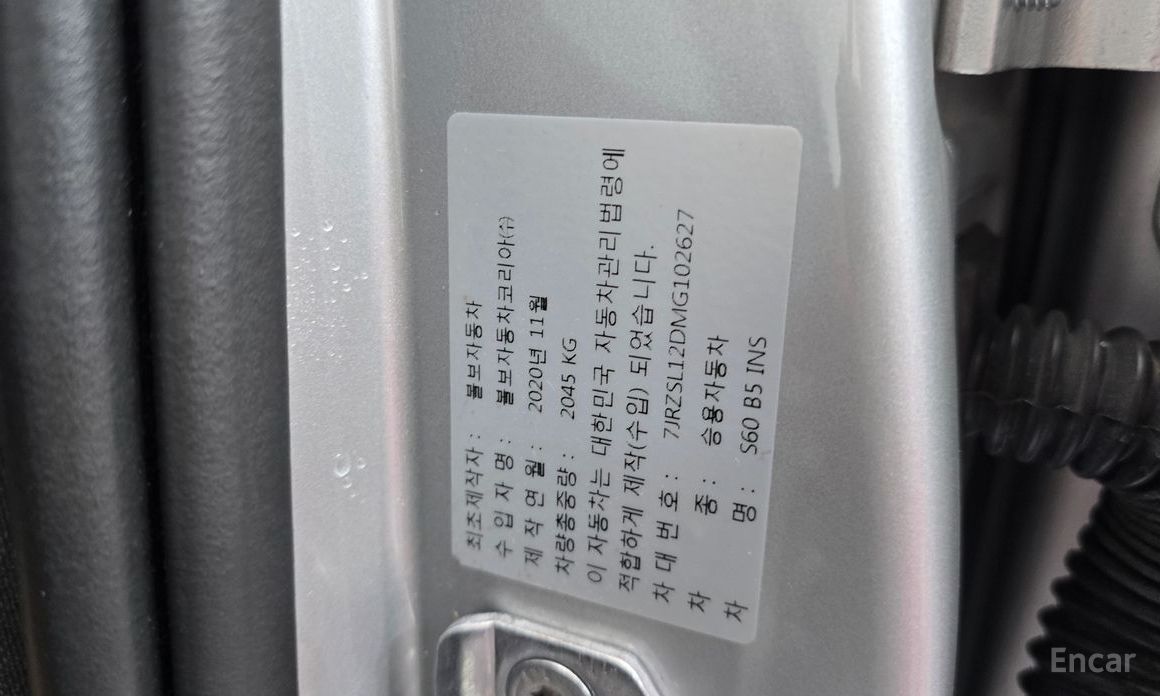 최초제작자 : 볼보자동차
수 입 자 명 : 볼보자동차코리아㈜
제 작 연 월 : 2020년 11월
차량총중량 : 2045 KG
이 자동차는 대한민국 자동차관리법령에
적합하게 제작(수입) 되었습니다.
차 대 번 호 : 7JRZSL12DMG102627
차 종 : 승용자동차
차 명 : S60 B5 INS
Encar